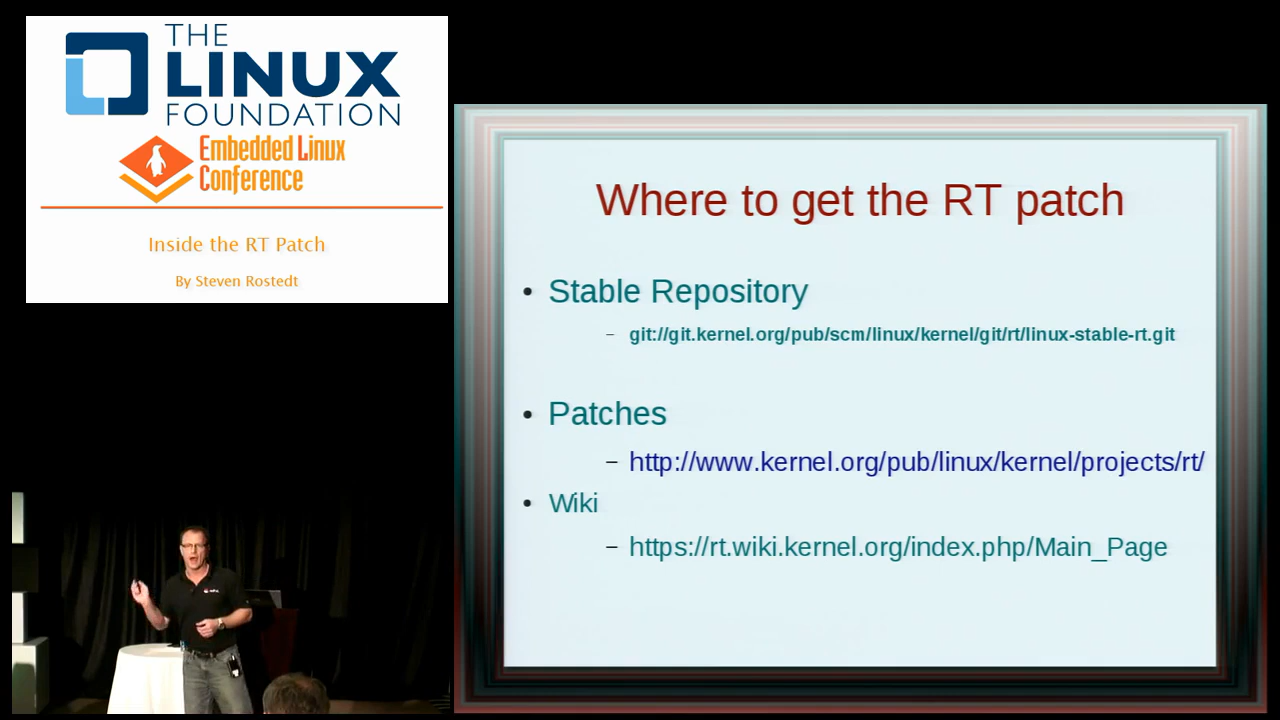 THE
LINUX
FOUNDATION
Embedded Linux
Conference
Inside the RT Patch
By Steven Rostedt
Where to get the RT patch
• Stable Repository
– git://git.kernel.org/pub/scm/linux/kernel/git/rt/linux-stable-rt.git
• Patches
– http://www.kernel.org/pub/linux/kernel/projects/rt/
• Wiki
– https://rt.wiki.kernel.org/index.php/Main_Page